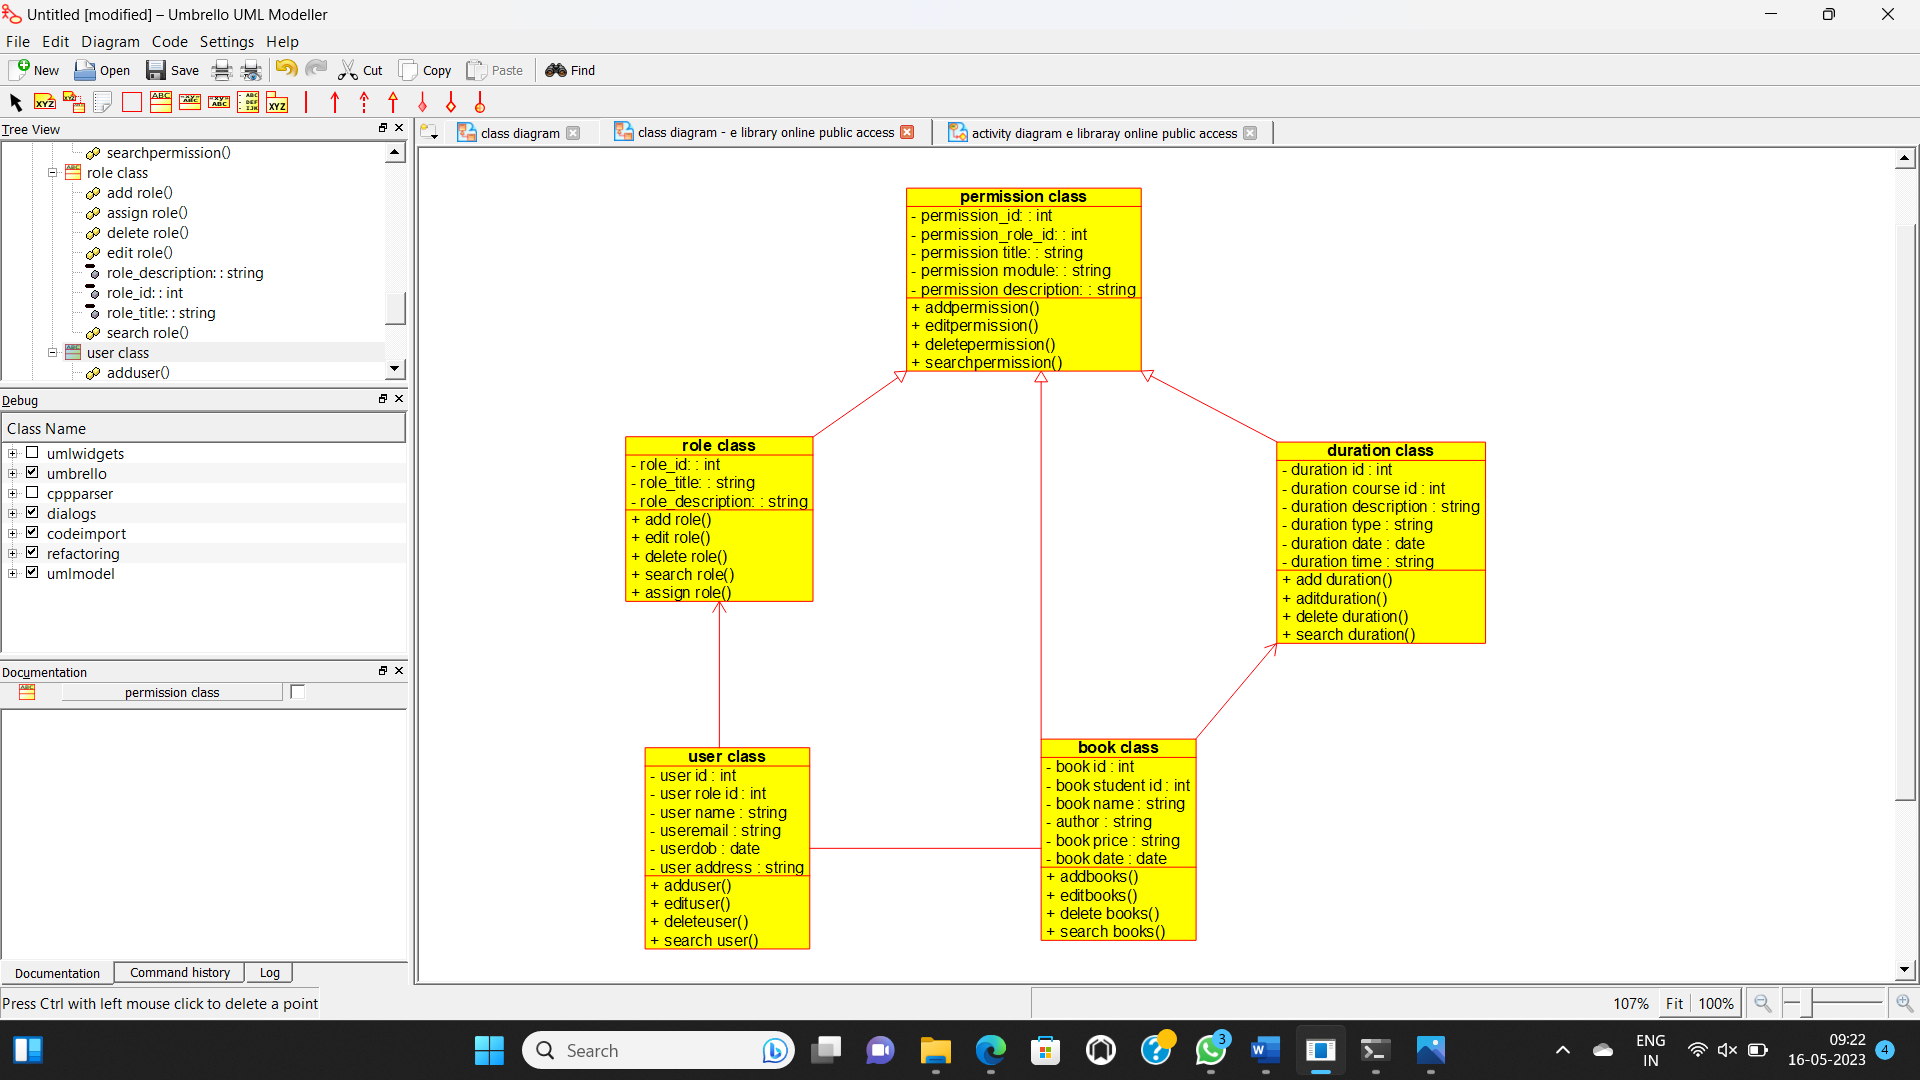 Untitled [modified] – Umbrello UML Modeller
File Edit Diagram Code Settings Help
New Open Save Cut Copy Paste Find
Tree View
searchpermission()
role class
add role()
assign role()
delete role()
edit role()
role_description: : string
role_id: : int
role_title: : string
search role()
user class
adduser()
Debug
Class Name
umlwidgets
umbrello
cppparser
dialogs
codeimport
refactoring
umlmodel
Documentation
permission class
Documentation Command history Log
Press Ctrl with left mouse click to delete a point
class diagram
class diagram - e library online public access
activity diagram e libraray online public access
permission class
- permission_id: : int
- permission_role_id: : int
- permission title: : string
- permission module: : string
- permission description: : string
+ addpermission()
+ editpermission()
+ deletepermission()
+ searchpermission()
role class
- role_id: : int
- role_title: : string
- role_description: : string
+ add role()
+ edit role()
+ delete role()
+ search role()
+ assign role()
duration class
- duration id : int
- duration course id : int
- duration description : string
- duration type : string
- duration date : date
- duration time : string
+ add duration()
+ aditduration()
+ delete duration()
+ search duration()
user class
- user id : int
- user role id : int
- user name : string
- useremail : string
- userdob : date
- user address : string
+ adduser()
+ edituser()
+ deleteuser()
+ search user()
book class
- book id : int
- book student id : int
- book name : string
- author : string
- book price : string
- book date : date
+ addbooks()
+ editbooks()
+ delete books()
+ search books()
107% Fit 100%
Search
3
ENG
IN
09:22
16-05-2023
4